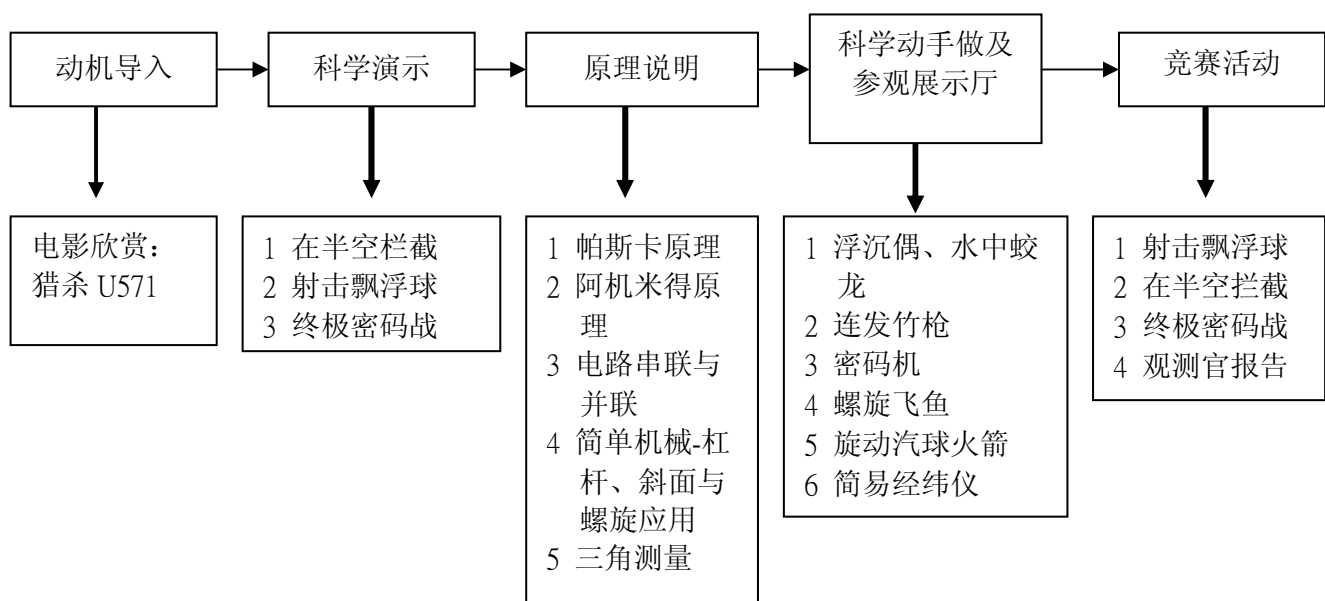 动机导入
科学演示
原理说明
科学动手做及
参观展示厅
竞赛活动
电影欣赏：
猎杀 U571
1 在半空栏截
2 射击飘浮球
3 终极密码战
1 帕斯卡原理
2 阿机米得原
理
3 电路串联与
并联
4 简单机械-杠
杆、斜面与
螺旋应用
5 三角测量
1 浮沉偶、水中蛟
龙
2 连发竹枪
3 密码机
4 螺旋飞鱼
5 旋动汽球火箭
6 简易经纬仪
1 射击飘浮球
2 在半空拦截
3 终极密码战
4 观测官报告